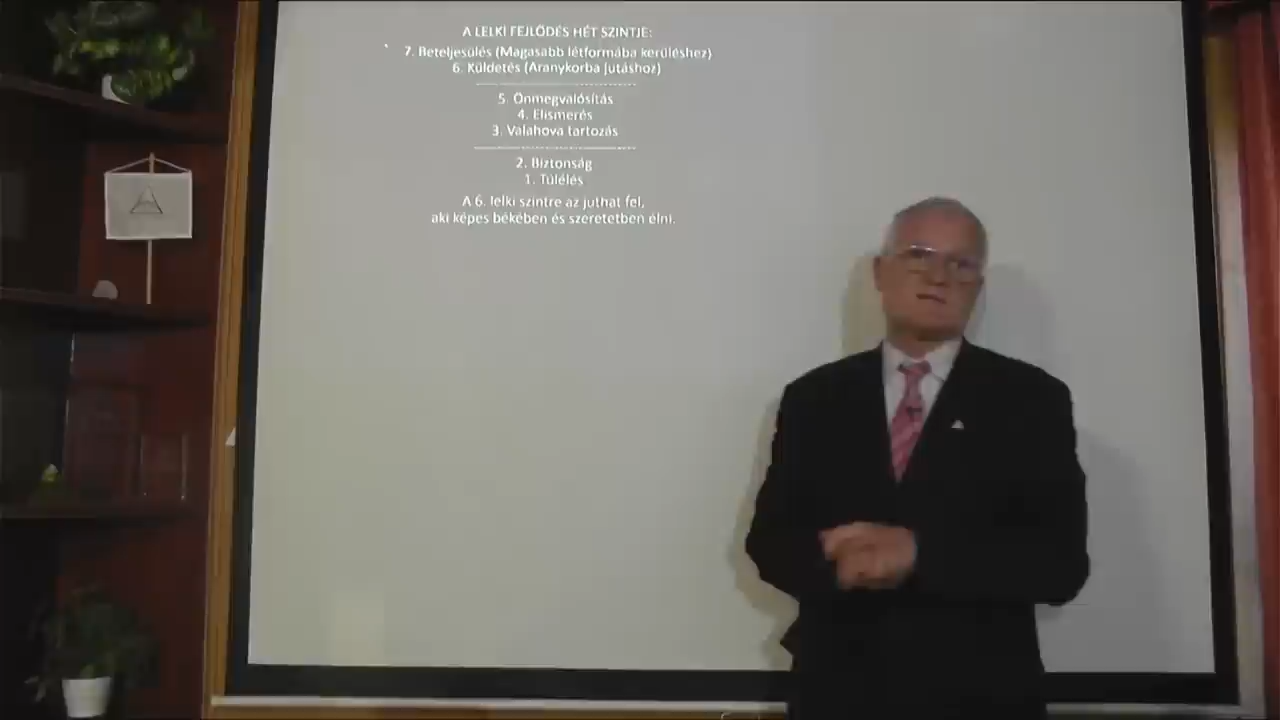 A LELKI FEJLŐDÉS HÉT SZINTJE:
7. Beteljesülés (Magasabb létformába kerüléshez)
6. Küldetés (Aranykorba jutáshoz)
5. Önmegvalósítás
4. Elismerés
3. Valahova tartozás
2. Biztonság
1. Túlélés
A 6. lelki szintre az juthat fel,
aki képes békében és szeretetben élni.